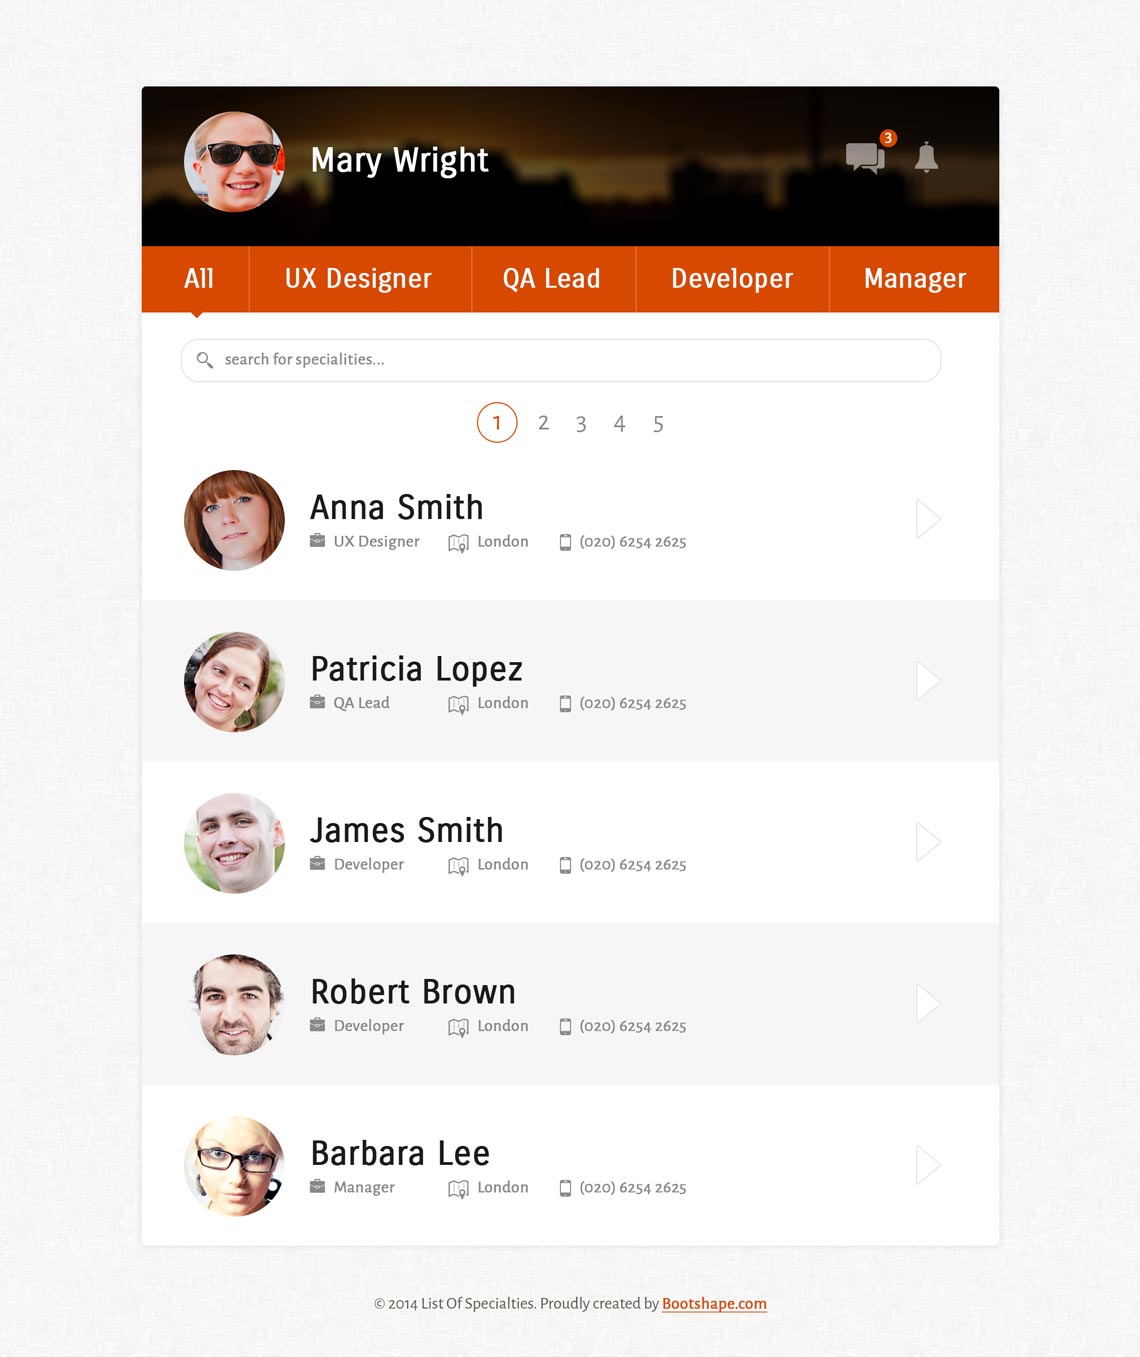 Mary Wright
3
All UX Designer QA Lead Developer Manager
search for specialities...
1 2 3 4 5
Anna Smith
UX Designer London (020) 6254 2625
Patricia Lopez
QA Lead London (020) 6254 2625
James Smith
Developer London (020) 6254 2625
Robert Brown
Developer London (020) 6254 2625
Barbara Lee
Manager London (020) 6254 2625
© 2014 List Of Specialties. Proudly created by Bootshape.com